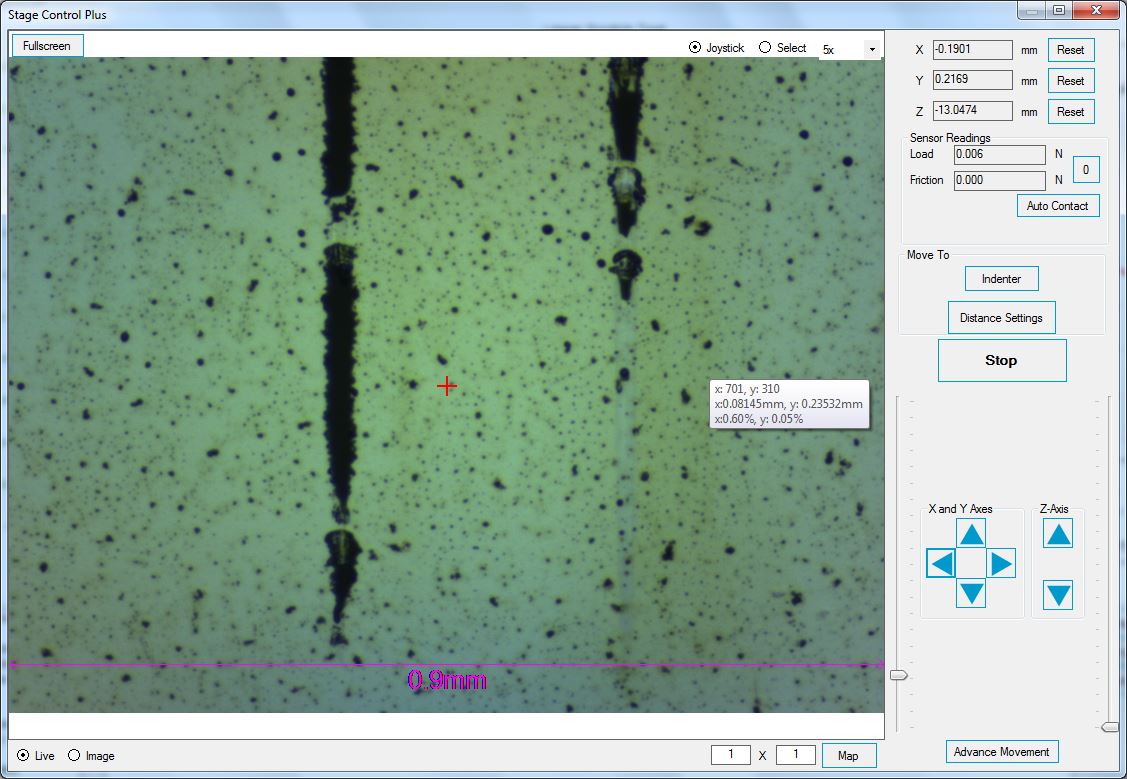 Stage Control Plus
Fullscreen
Joystick Select 5x
X -0.1901 mm Reset
Y 0.2169 mm Reset
Z -13.0474 mm Reset
Sensor Readings
Load 0.006 N
0
Friction 0.000 N
Auto Contact
Move To
Indenter
Distance Settings
Stop
x: 701, y: 310
x:0.08145mm, y: 0.23532mm
x:0.60%, y: 0.05%
X and Y Axes Z-Axis
0.9mm
Live Image 1 X 1 Map
Advance Movement